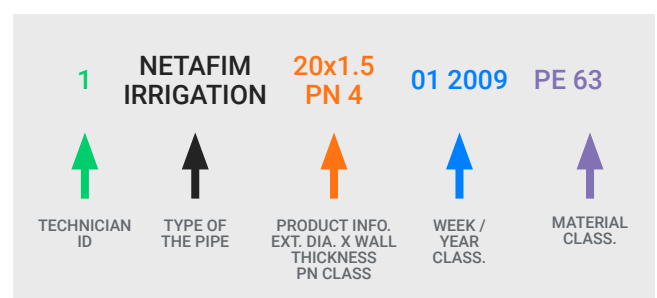 1
NETAFIM
IRRIGATION
20x1.5
PN 4
01 2009
PE 63
TECHNICIAN
ID
TYPE OF
THE PIPE
PRODUCT INFO.
EXT. DIA. X WALL
THICKNESS
PN CLASS
WEEK /
YEAR
CLASS.
MATERIAL
CLASS.